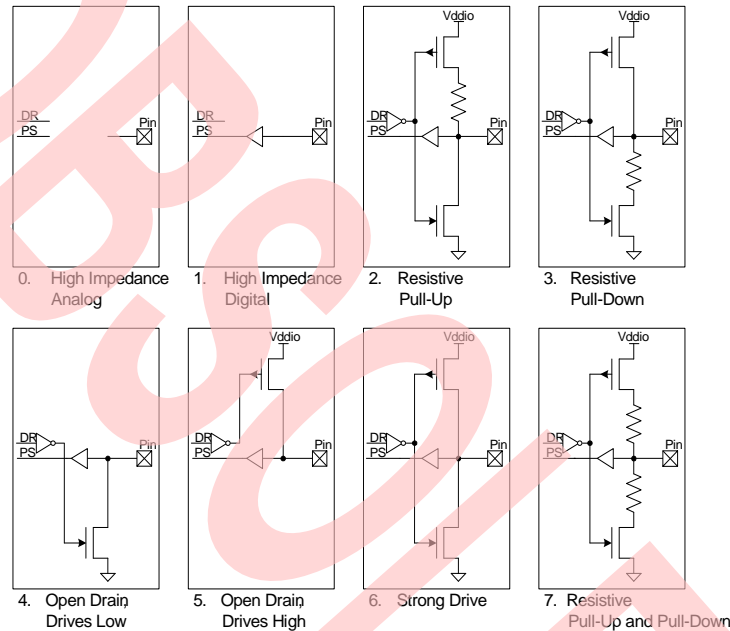 DR
PS
Pin
0. High Impedance
Analog
DR
PS
Pin
1. High Impedance
Digital
Vddio
DR
PS
Pin
2. Resistive
Pull-Up
Vddio
DR
PS
Pin
3. Resistive
Pull-Down
DR
PS
Pin
4. Open Drain,
Drives Low
Vddio
DR
PS
Pin
5. Open Drain,
Drives High
Vddio
DR
PS
Pin
6. Strong Drive
Vddio
DR
PS
Pin
7. Resistive
Pull-Up and Pull-Down